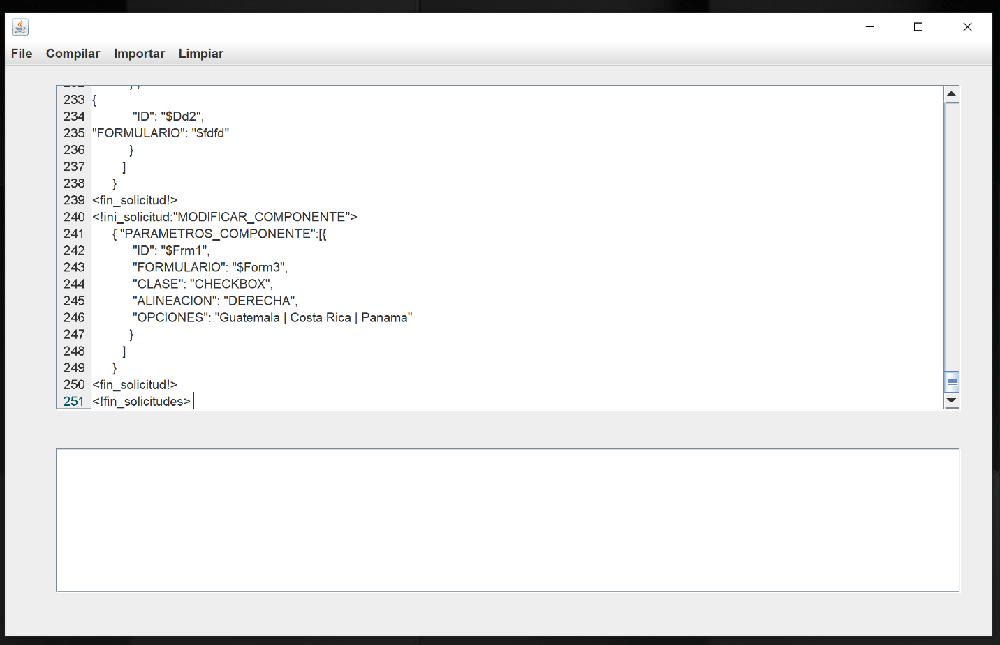 File Compilar Importar Limpiar
233 {
234 "ID": "$Dd2",
235 "FORMULARIO": "$fdfd"
236 }
237 ]
238 }
239 <fin_solicitud!>
240 <!ini_solicitud:"MODIFICAR_COMPONENTE">
241 { "PARAMETROS_COMPONENTE":[{
242 "ID": "$Frm1",
243 "FORMULARIO": "$Form3",
244 "CLASE": "CHECKBOX",
245 "ALINEACION": "DERECHA",
246 "OPCIONES": "Guatemala | Costa Rica | Panama"
247 }
248 ]
249 }
250 <fin_solicitud!>
251 <!fin_solicitudes>